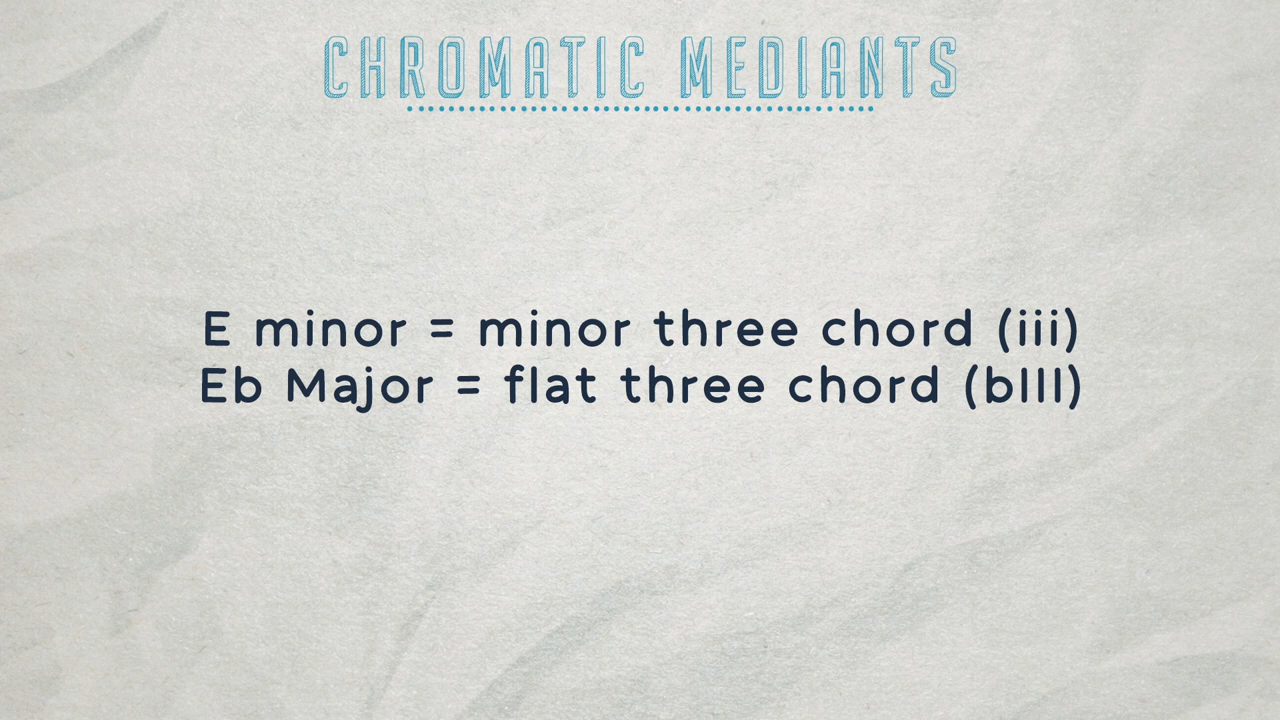 CHROMATIC MEDIANTS
E minor = minor three chord (iii)
Eb Major = flat three chord (bIII)